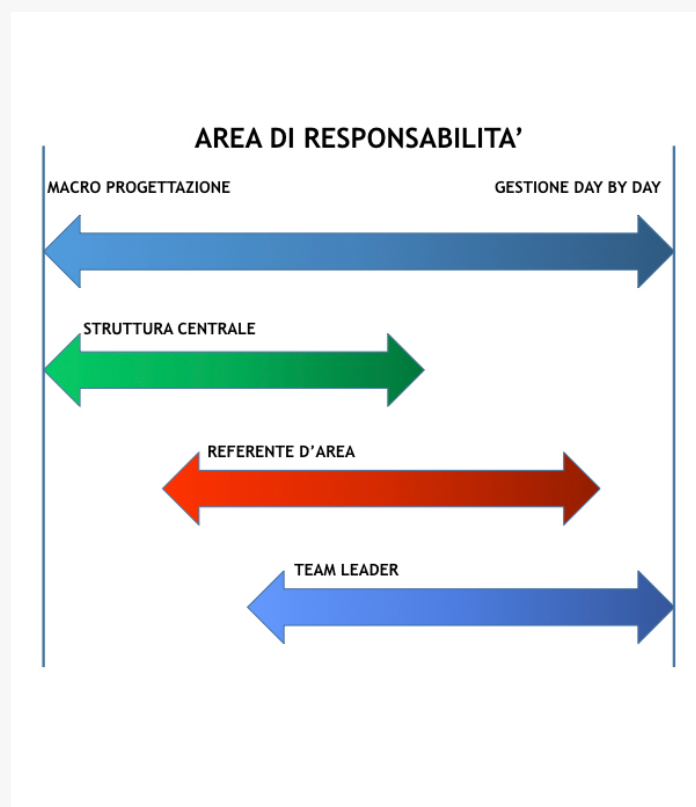 AREA DI RESPONSABILITA’
MACRO PROGETTAZIONE
GESTIONE DAY BY DAY
STRUTTURA CENTRALE
REFERENTE D’AREA
TEAM LEADER